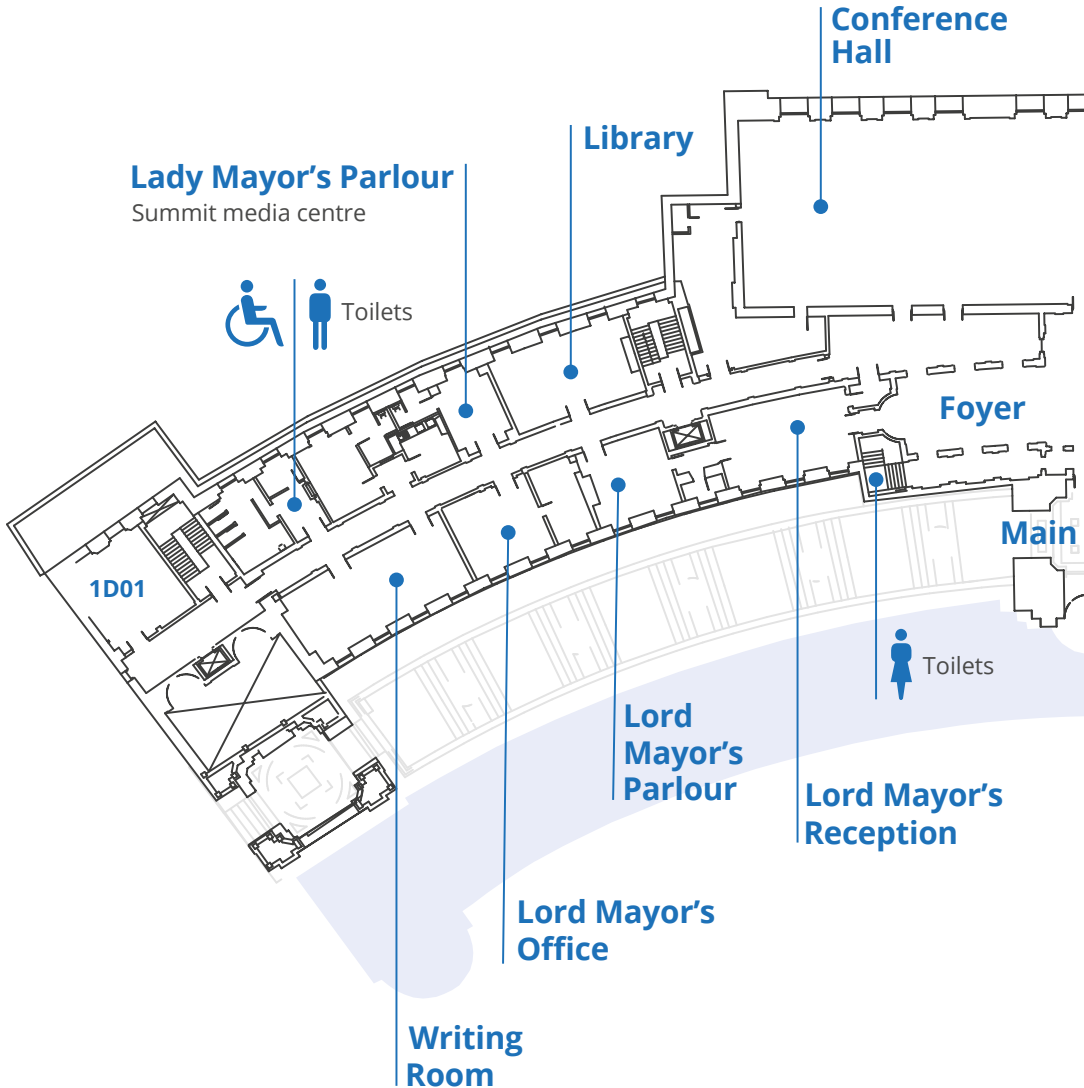 Conference
Hall
Library
Lady Mayor’s Parlour
Summit media centre
Toilets
Foyer
Main
1D01
Toilets
Lord
Mayor’s
Parlour
Lord Mayor’s
Reception
Lord Mayor’s
Office
Writing
Room